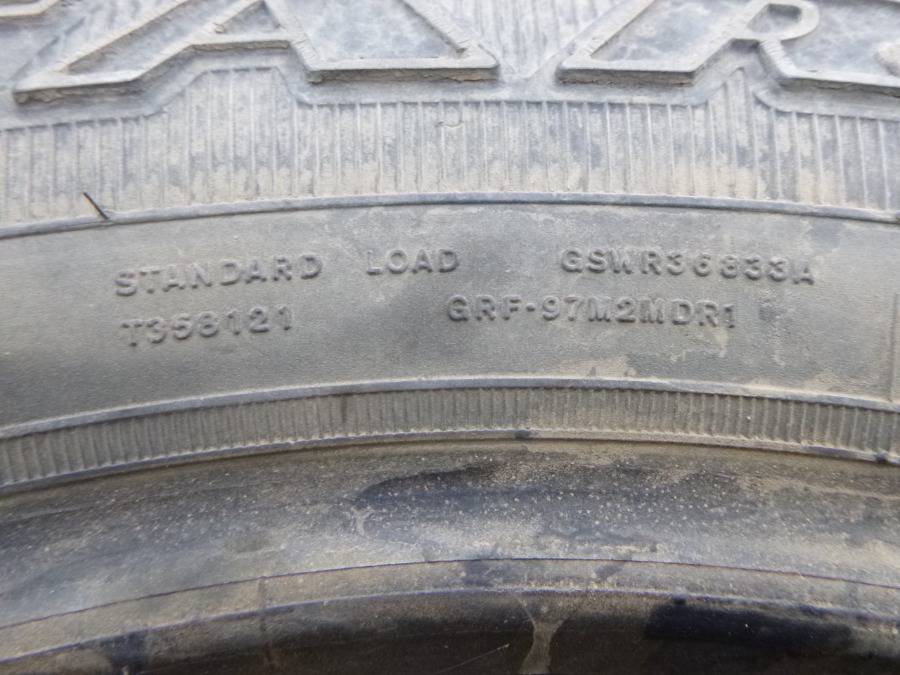 STANDARD LOAD GSWR36833A
T358121 GRF-97M2MDR1